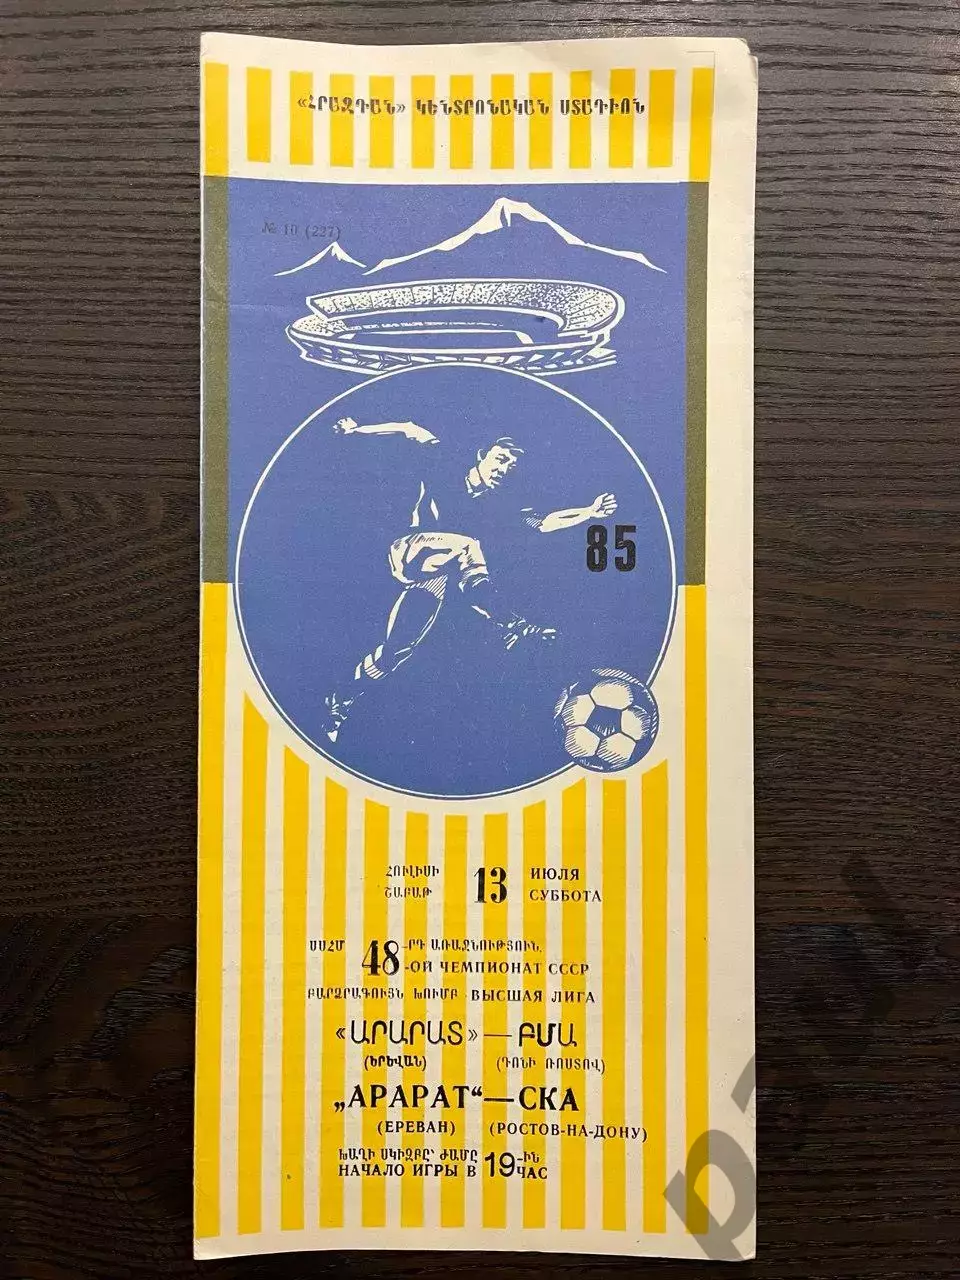 «ՀՐԱԶԴԱՆ» ԿԵՆՏՐՈՆԱԿԱՆ ՍՏԱԴԻՈՆ
№ 10 (227)
85
ՀՈՒԼԻՍԻ 13 ИЮЛЯ
ՇԱԲԱԹ СУББОТА
ՍՍՀՄ 48-ՐԴ ԱՌԱՋՆՈՒԹՅՈՒՆ,
-ОЙ ЧЕМПИОНАТ СССР
ԲԱՐՁՐԱԳՈՒՅՆ ԽՈՒՄԲ ВЫСШАЯ ЛИГА
«ԱՐԱՐԱՏ» — ԲՄԱ
(ԵՐԵՎԱՆ) (ԴՈՆԻ ՌՈՍՏՈՎ)
„АРАРАТ“ — СКА
(ЕРЕВАН) (РОСТОВ-НА-ДОНУ)
ԽԱՂԻ ՍԿԻԶԲԸ՝ ԺԱՄԸ 19-ԻՆ
НАЧАЛО ИГРЫ В ЧАС